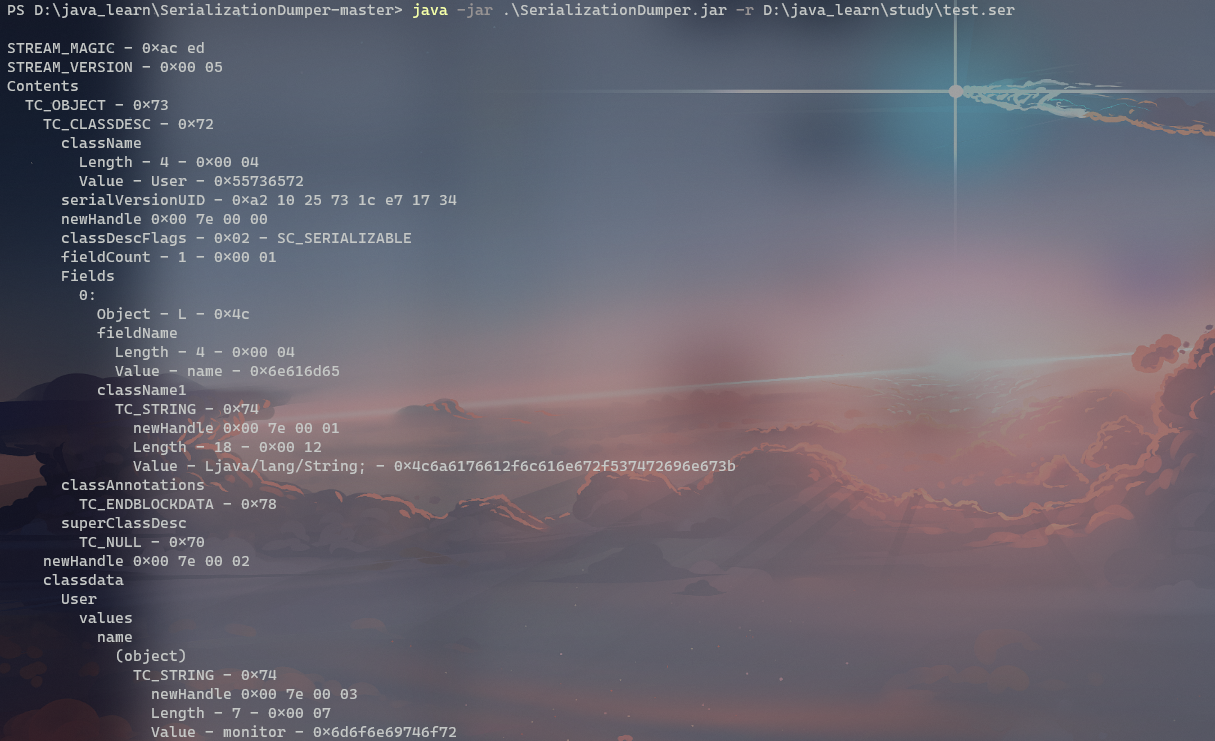 PS D:\java_learn\SerializationDumper-master> java -jar .\SerializationDumper.jar -r D:\java_learn\study\test.ser
STREAM_MAGIC - 0xac ed
STREAM_VERSION - 0x00 05
Contents
TC_OBJECT - 0x73
TC_CLASSDESC - 0x72
className
Length - 4 - 0x00 04
Value - User - 0x55736572
serialVersionUID - 0xa2 10 25 73 1c e7 17 34
newHandle 0x00 7e 00 00
classDescFlags - 0x02 - SC_SERIALIZABLE
fieldCount - 1 - 0x00 01
Fields
0:
Object - L - 0x4c
fieldName
Length - 4 - 0x00 04
Value - name - 0x6e616d65
className1
TC_STRING - 0x74
newHandle 0x00 7e 00 01
Length - 18 - 0x00 12
Value - Ljava/lang/String; - 0x4c6a6176612f6c616e672f537472696e673b
classAnnotations
TC_ENDBLOCKDATA - 0x78
superClassDesc
TC_NULL - 0x70
newHandle 0x00 7e 00 02
classdata
User
values
name
(object)
TC_STRING - 0x74
newHandle 0x00 7e 00 03
Length - 7 - 0x00 07
Value - monitor - 0x6d6f6e69746f72